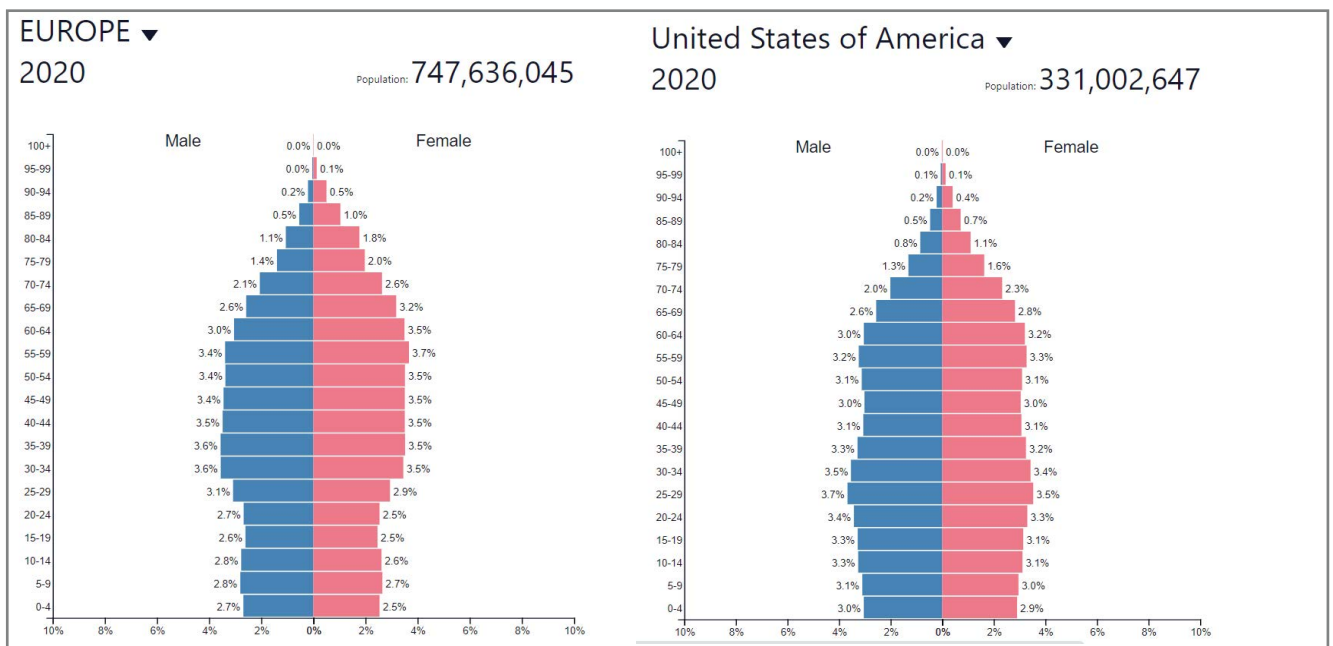 EUROPE
2020
Population: 747,636,045
Male Female
100+ 0.0% 0.0%
95-99 0.0% 0.1%
90-94 0.2% 0.5%
85-89 0.5% 1.0%
80-84 1.1% 1.8%
75-79 1.4% 2.0%
70-74 2.1% 2.6%
65-69 2.6% 3.2%
60-64 3.0% 3.5%
55-59 3.4% 3.7%
50-54 3.4% 3.5%
45-49 3.4% 3.5%
40-44 3.5% 3.5%
35-39 3.6% 3.5%
30-34 3.6% 3.5%
25-29 3.1% 2.9%
20-24 2.7% 2.5%
15-19 2.6% 2.5%
10-14 2.8% 2.6%
5-9 2.8% 2.7%
0-4 2.7% 2.5%
10% 8% 6% 4% 2% 0% 2% 4% 6% 8% 10%
United States of America
2020
Population: 331,002,647
Male Female
100+ 0.0% 0.0%
95-99 0.1% 0.1%
90-94 0.2% 0.4%
85-89 0.5% 0.7%
80-84 0.8% 1.1%
75-79 1.3% 1.6%
70-74 2.0% 2.3%
65-69 2.6% 2.8%
60-64 3.0% 3.2%
55-59 3.2% 3.3%
50-54 3.1% 3.1%
45-49 3.0% 3.0%
40-44 3.1% 3.1%
35-39 3.3% 3.2%
30-34 3.5% 3.4%
25-29 3.7% 3.5%
20-24 3.4% 3.3%
15-19 3.3% 3.1%
10-14 3.3% 3.1%
5-9 3.1% 3.0%
0-4 3.0% 2.9%
10% 8% 6% 4% 2% 0% 2% 4% 6% 8% 10%